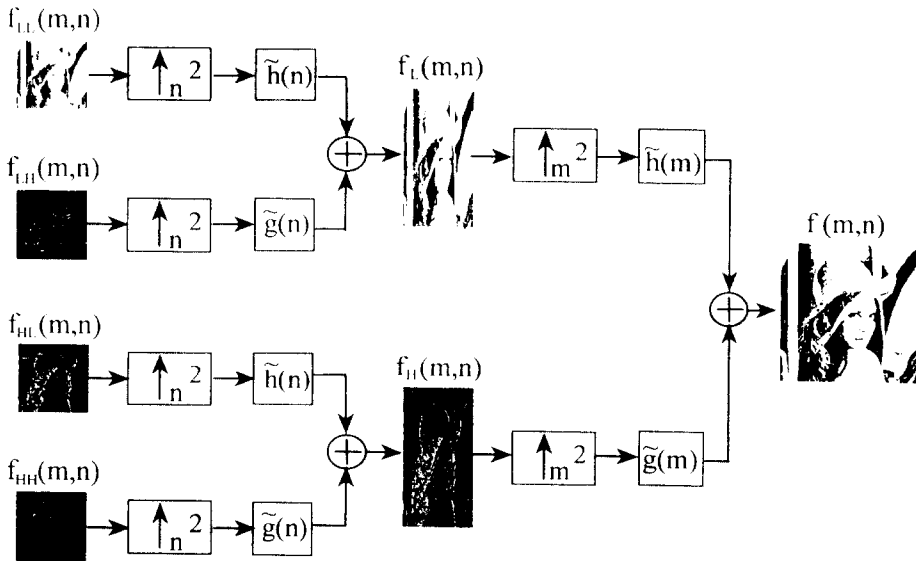 f_LL(m,n)
↑n 2
h̃(n)
f_L(m,n)
↑m 2
h̃(m)
f_LH(m,n)
↑n 2
g̃(n)
f(m,n)
f_HL(m,n)
↑n 2
h̃(n)
f_H(m,n)
↑m 2
g̃(m)
f_HH(m,n)
↑n 2
g̃(n)